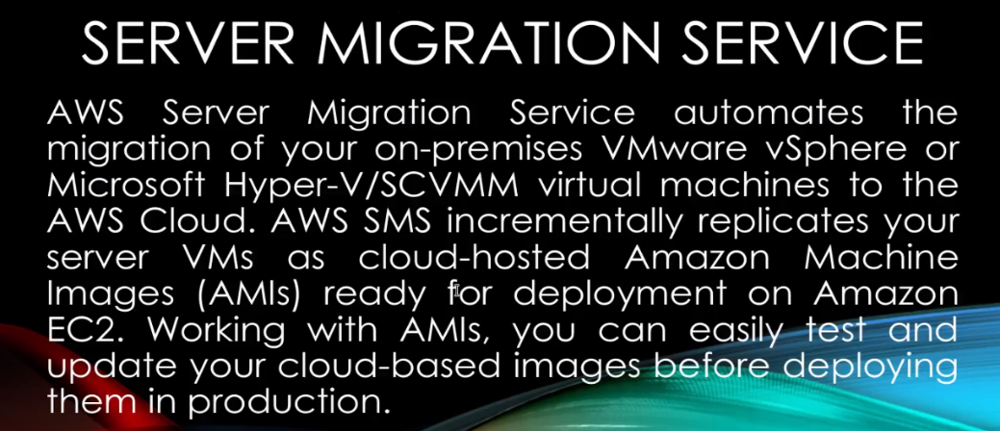 SERVER MIGRATION SERVICE
AWS Server Migration Service automates the
migration of your on-premises VMware vSphere or
Microsoft Hyper-V/SCVMM virtual machines to the
AWS Cloud. AWS SMS incrementally replicates your
server VMs as cloud-hosted Amazon Machine
Images (AMIs) ready for deployment on Amazon
EC2. Working with AMIs, you can easily test and
update your cloud-based images before deploying
them in production.